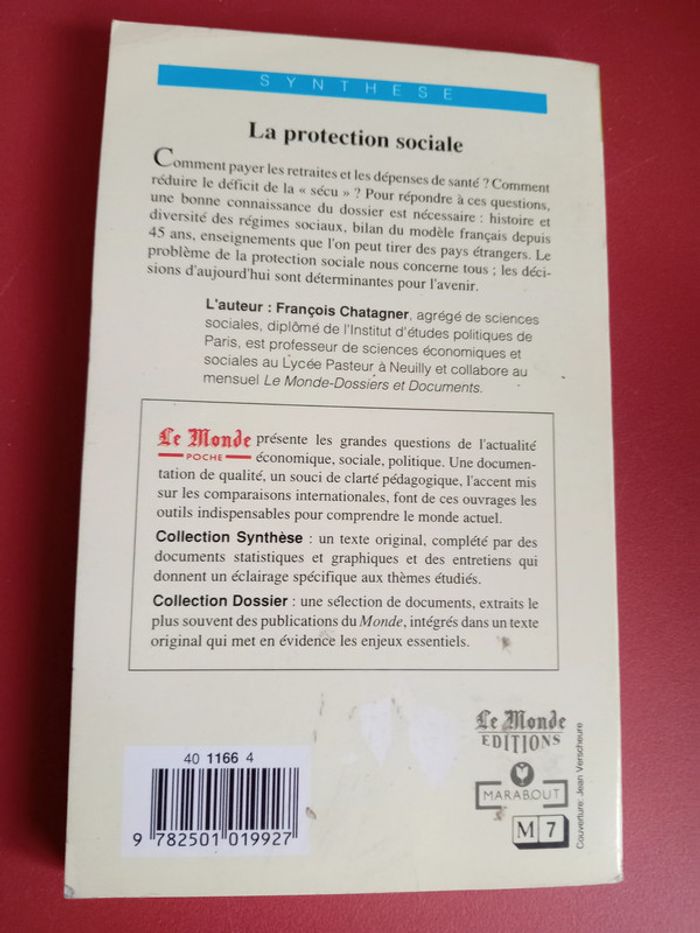 SYNTHESE
La protection sociale
Comment payer les retraites et les dépenses de santé ? Comment
réduire le déficit de la « sécu » ? Pour répondre à ces questions,
une bonne connaissance du dossier est nécessaire : histoire et
diversité des régimes sociaux, bilan du modèle français depuis
45 ans, enseignements que l'on peut tirer des pays étrangers. Le
problème de la protection sociale nous concerne tous ; les déci-
sions d'aujourd'hui sont déterminantes pour l'avenir.
L'auteur : François Chatagner, agrégé de sciences
sociales, diplômé de l'Institut d'études politiques de
Paris, est professeur de sciences économiques et
sociales au Lycée Pasteur à Neuilly et collabore au
mensuel Le Monde-Dossiers et Documents.
Le Monde présente les grandes questions de l'actualité
POCHE économique, sociale, politique. Une documen-
tation de qualité, un souci de clarté pédagogique, l'accent mis
sur les comparaisons internationales, font de ces ouvrages les
outils indispensables pour comprendre le monde actuel.
Collection Synthèse : un texte original, complété par des
documents statistiques et graphiques et des entretiens qui
donnent un éclairage spécifique aux thèmes étudiés.
Collection Dossier : une sélection de documents, extraits le
plus souvent des publications du Monde, intégrés dans un texte
original qui met en évidence les enjeux essentiels.
Le Monde
EDITIONS
MARABOUT
M 7
Couverture: Jean Verscheure
40 1166 4
9 782501 019927